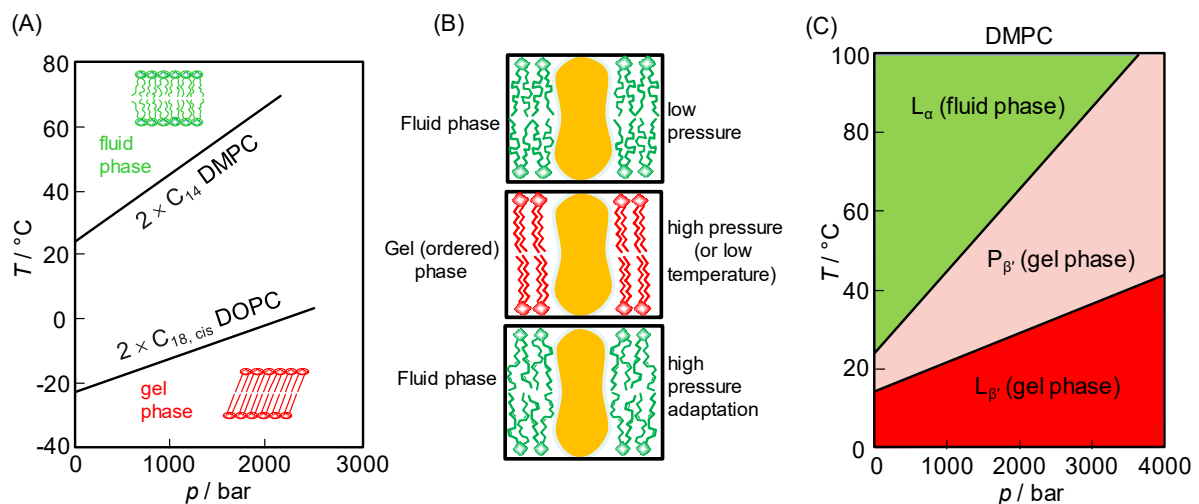 (A)
80
60
40
20
0
-20
-40
T / °C
0
1000
2000
3000
p / bar
fluid
phase
2 × C14 DMPC
2 × C18, cis DOPC
gel
phase
(B)
Fluid phase
low
pressure
Gel (ordered)
phase
high pressure
(or low
temperature)
Fluid phase
high
pressure
adaptation
(C)
DMPC
100
80
60
40
20
0
T / °C
0
1000
2000
3000
4000
p / bar
Lα (fluid phase)
Pβ′ (gel phase)
Lβ′ (gel phase)